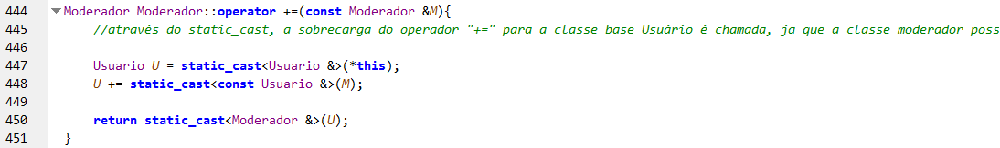 444 Moderador Moderador::operator +=(const Moderador &M){
445 //através do static_cast, a sobrecarga do operador "+=" para a classe base Usuário é chamada, ja que a classe moderador poss
446
447 Usuario U = static_cast<Usuario &>(*this);
448 U += static_cast<const Usuario &>(M);
449
450 return static_cast<Moderador &>(U);
451 }